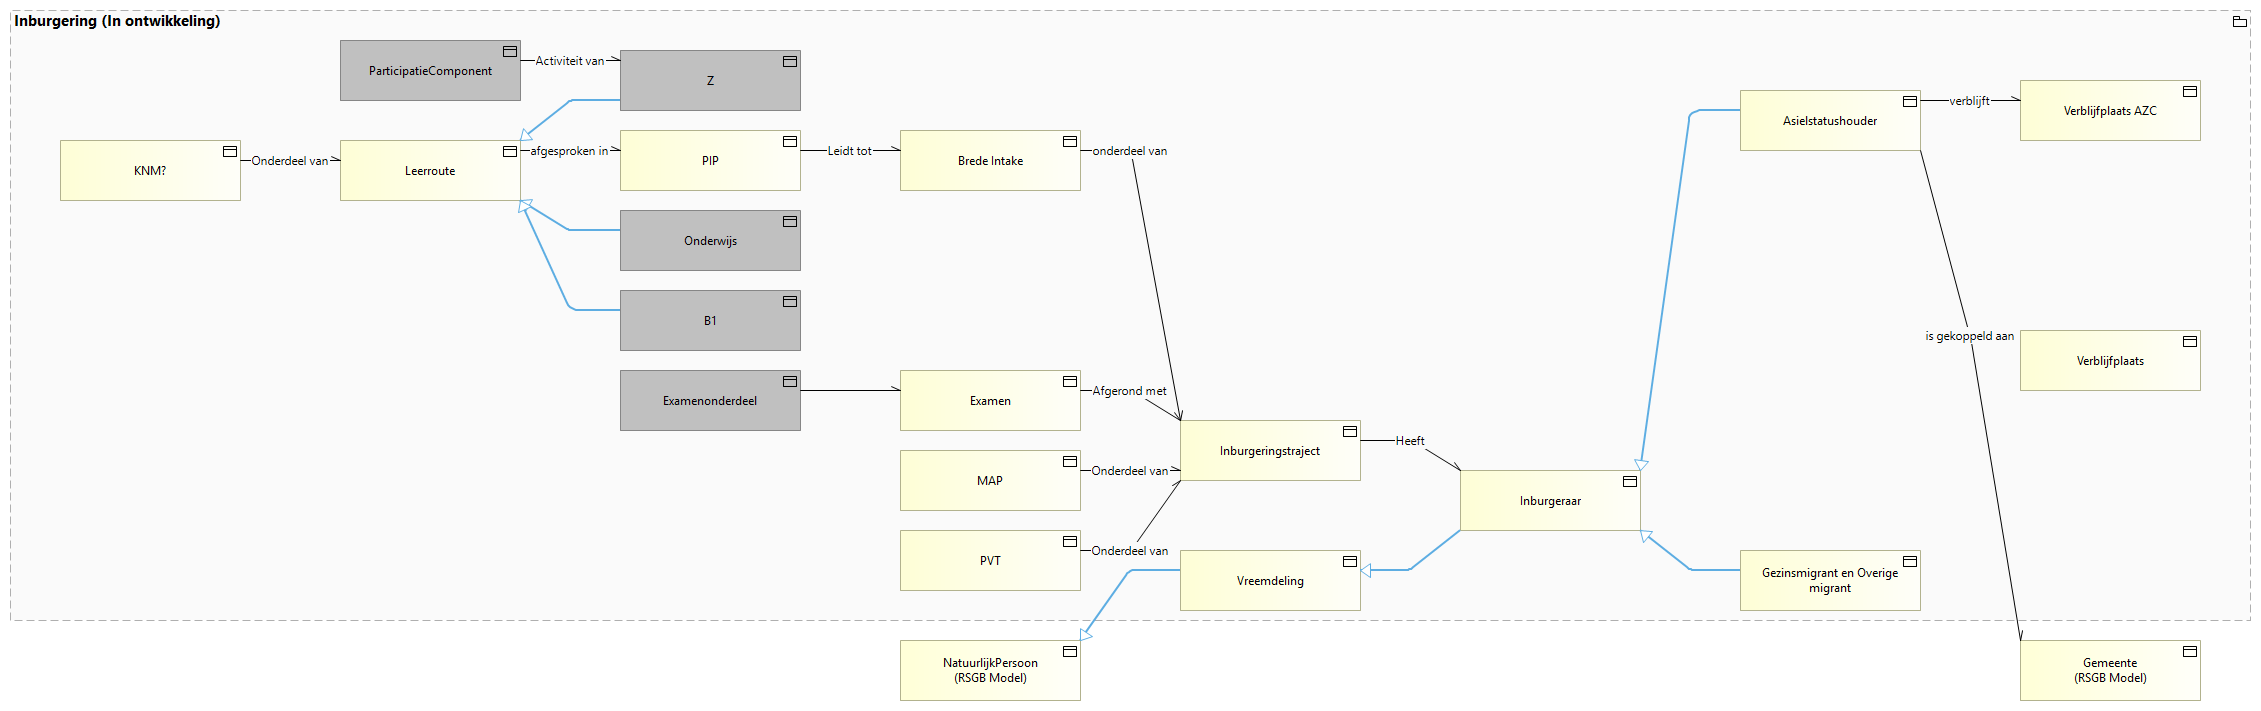 Inburgering (In ontwikkeling)
ParticipatieComponent
Activiteit van
Z
Asielstatushouder
verblijft
Verblijfplaats AZC
KNM?
Onderdeel van
Leerroute
afgesproken in
PIP
Leidt tot
Brede Intake
onderdeel van
Onderwijs
B1
is gekoppeld aan
Verblijfplaats
Examenonderdeel
Examen
Afgerond met
Inburgeringstraject
Heeft
MAP
Onderdeel van
Inburgeraar
PVT
Onderdeel van
Vreemdeling
Gezinsmigrant en Overige
migrant
NatuurlijkPersoon
(RSGB Model)
Gemeente
(RSGB Model)